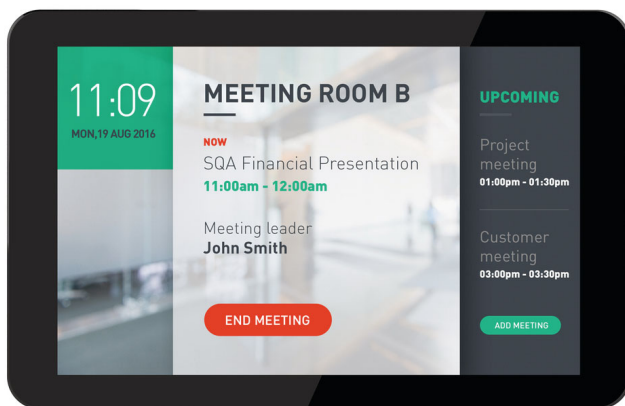 11:09
MON,19 AUG 2016
MEETING ROOM B
NOW
SQA Financial Presentation
11:00am - 12:00am
Meeting leader
John Smith
END MEETING
UPCOMING
Project
meeting
01:00pm - 01:30pm
Customer
meeting
03:00pm - 03:30pm
ADD MEETING